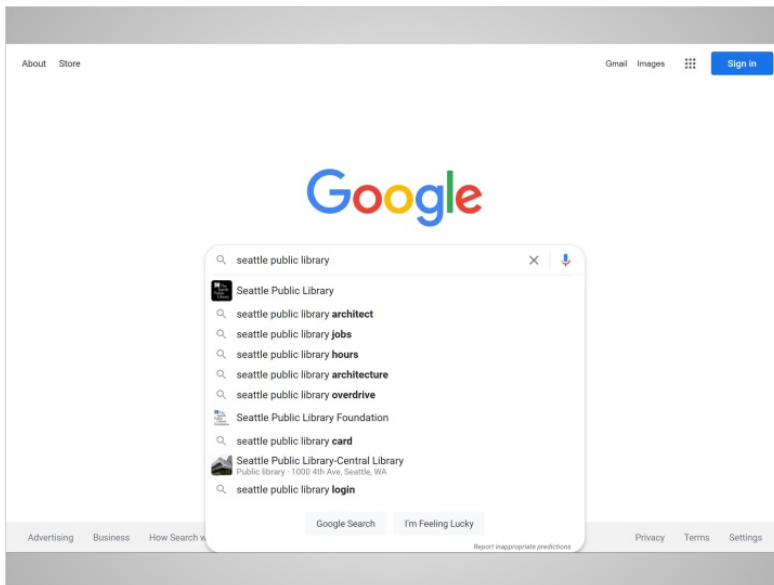 About Store
Gmail Images
Sign in
Google
seattle public library
Seattle Public Library
seattle public library architect
seattle public library jobs
seattle public library hours
seattle public library architecture
seattle public library overdrive
Seattle Public Library Foundation
seattle public library card
Seattle Public Library-Central Library
Public library · 1000 4th Ave, Seattle, WA
seattle public library login
Google Search I'm Feeling Lucky
Report inappropriate predictions
Advertising Business How Search w
Privacy Terms Settings